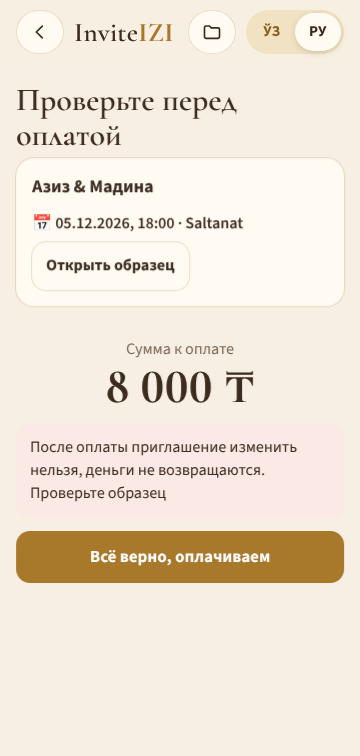 InviteIZI
ЎЗ
РУ
Проверьте перед
оплатой
Азиз & Мадина
05.12.2026, 18:00 · Saltanat
Открыть образец
Сумма к оплате
8 000 ₸
После оплаты приглашение изменить
нельзя, деньги не возвращаются.
Проверьте образец
Всё верно, оплачиваем